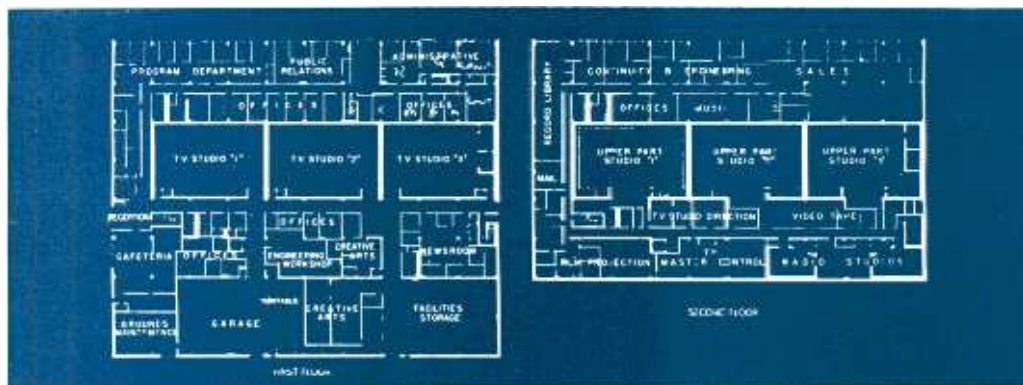 PROGRAM DEPARTMENT
PUBLIC
RELATIONS
ADMINISTRATIVE
OFFICES
OFFICES
TV STUDIO "1"
TV STUDIO "2"
TV STUDIO "3"
RECEPTION
OFFICES
CAFETERIA
OFFICES
ENGINEERING
WORKSHOP
CREATIVE
ARTS
NEWSROOM
TURNTABLE
GARAGE
CREATIVE
ARTS
FACILITIES
STORAGE
GROUNDS
MAINTENANCE
FIRST FLOOR
RECORD LIBRARY
CONTINUITY & ENGINEERING
SALES
OFFICES
MUSIC
UPPER PART
STUDIO "1"
UPPER PART
STUDIO "2"
UPPER PART
STUDIO "3"
MAIL
TV STUDIO DIRECTION
VIDEO TAPE
FILM PROJECTION
MASTER CONTROL
RADIO STUDIOS
SECOND FLOOR